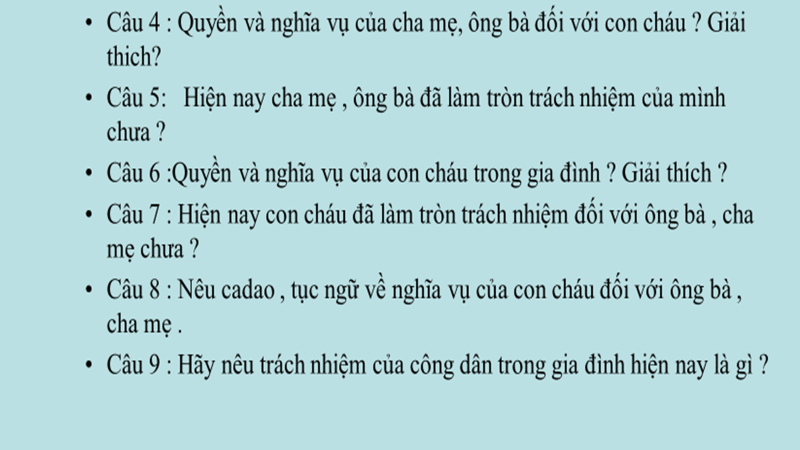 • Câu 4 : Quyền và nghĩa vụ của cha mẹ, ông bà đối với con cháu ? Giải
thich?
• Câu 5: Hiện nay cha mẹ , ông bà đã làm tròn trách nhiệm của mình
chưa ?
• Câu 6 :Quyền và nghĩa vụ của con cháu trong gia đình ? Giải thích ?
• Câu 7 : Hiện nay con cháu đã làm tròn trách nhiệm đối với ông bà , cha
mẹ chưa ?
• Câu 8 : Nêu cadao , tục ngữ về nghĩa vụ của con cháu đối với ông bà ,
cha mẹ .
• Câu 9 : Hãy nêu trách nhiệm của công dân trong gia đình hiện nay là gì ?